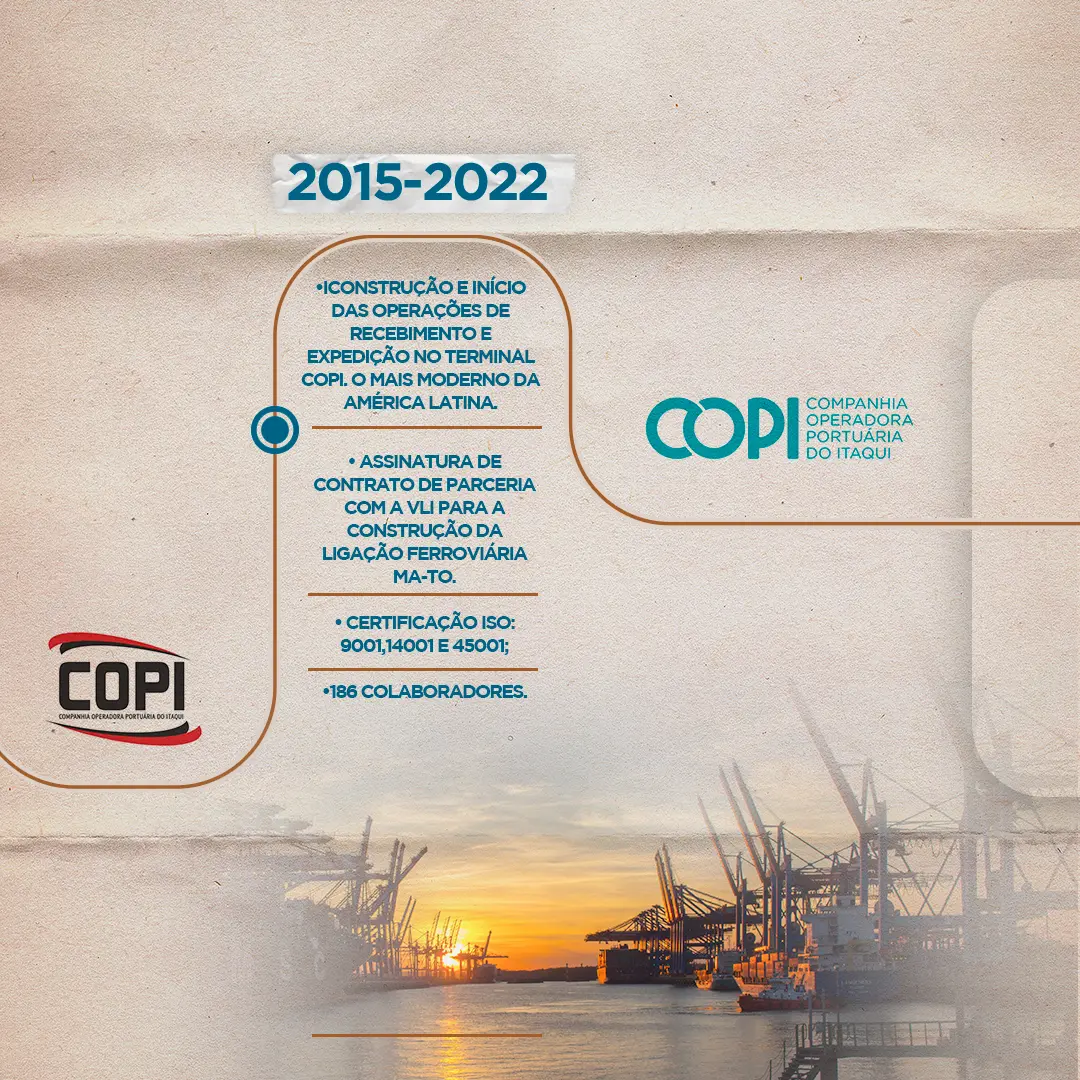 2015-2022
•ICONSTRUÇÃO E INÍCIO
DAS OPERAÇÕES DE
RECEBIMENTO E
EXPEDIÇÃO NO TERMINAL
COPI. O MAIS MODERNO DA
AMÉRICA LATINA.
• ASSINATURA DE
CONTRATO DE PARCERIA
COM A VLI PARA A
CONSTRUÇÃO DA
LIGAÇÃO FERROVIÁRIA
MA-TO.
• CERTIFICAÇÃO ISO:
9001,14001 E 45001;
•186 COLABORADORES.
COPI
COMPANHIA OPERADORA PORTUÁRIA DO ITAQUI
COPI
COMPANHIA
OPERADORA
PORTUÁRIA
DO ITAQUI